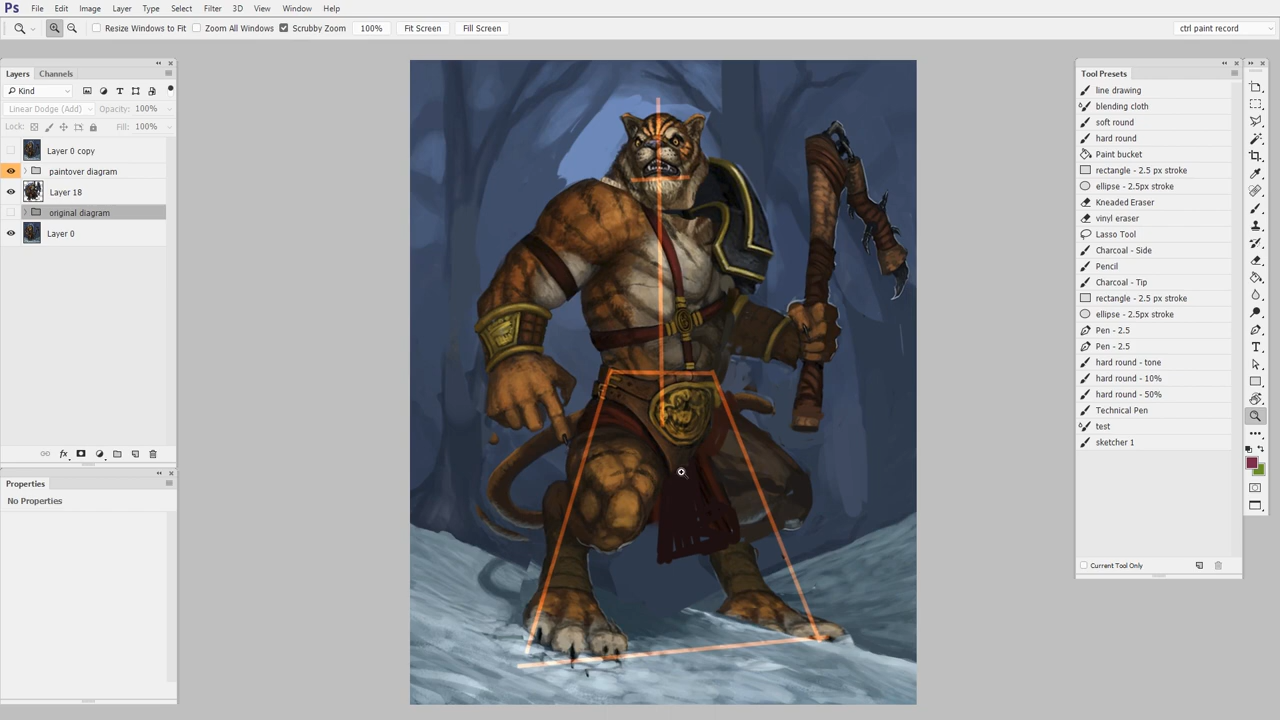 Ps File Edit Image Layer Type Select Filter 3D View Window Help
Resize Windows to Fit Zoom All Windows Scrubby Zoom 100% Fit Screen Fill Screen ctrl paint record
Layers Channels
Kind
Linear Dodge (Add) Opacity: 100%
Lock: Fill: 100%
Layer 0 copy
paintover diagram
Layer 18
original diagram
Layer 0
fx
Properties
No Properties
Tool Presets
line drawing
blending cloth
soft round
hard round
Paint bucket
rectangle - 2.5 px stroke
ellipse - 2.5px stroke
Kneaded Eraser
vinyl eraser
Lasso Tool
Charcoal - Side
Pencil
Charcoal - Tip
rectangle - 2.5 px stroke
ellipse - 2.5px stroke
Pen - 2.5
Pen - 2.5
hard round - tone
hard round - 10%
hard round - 50%
Technical Pen
test
sketcher 1
Current Tool Only